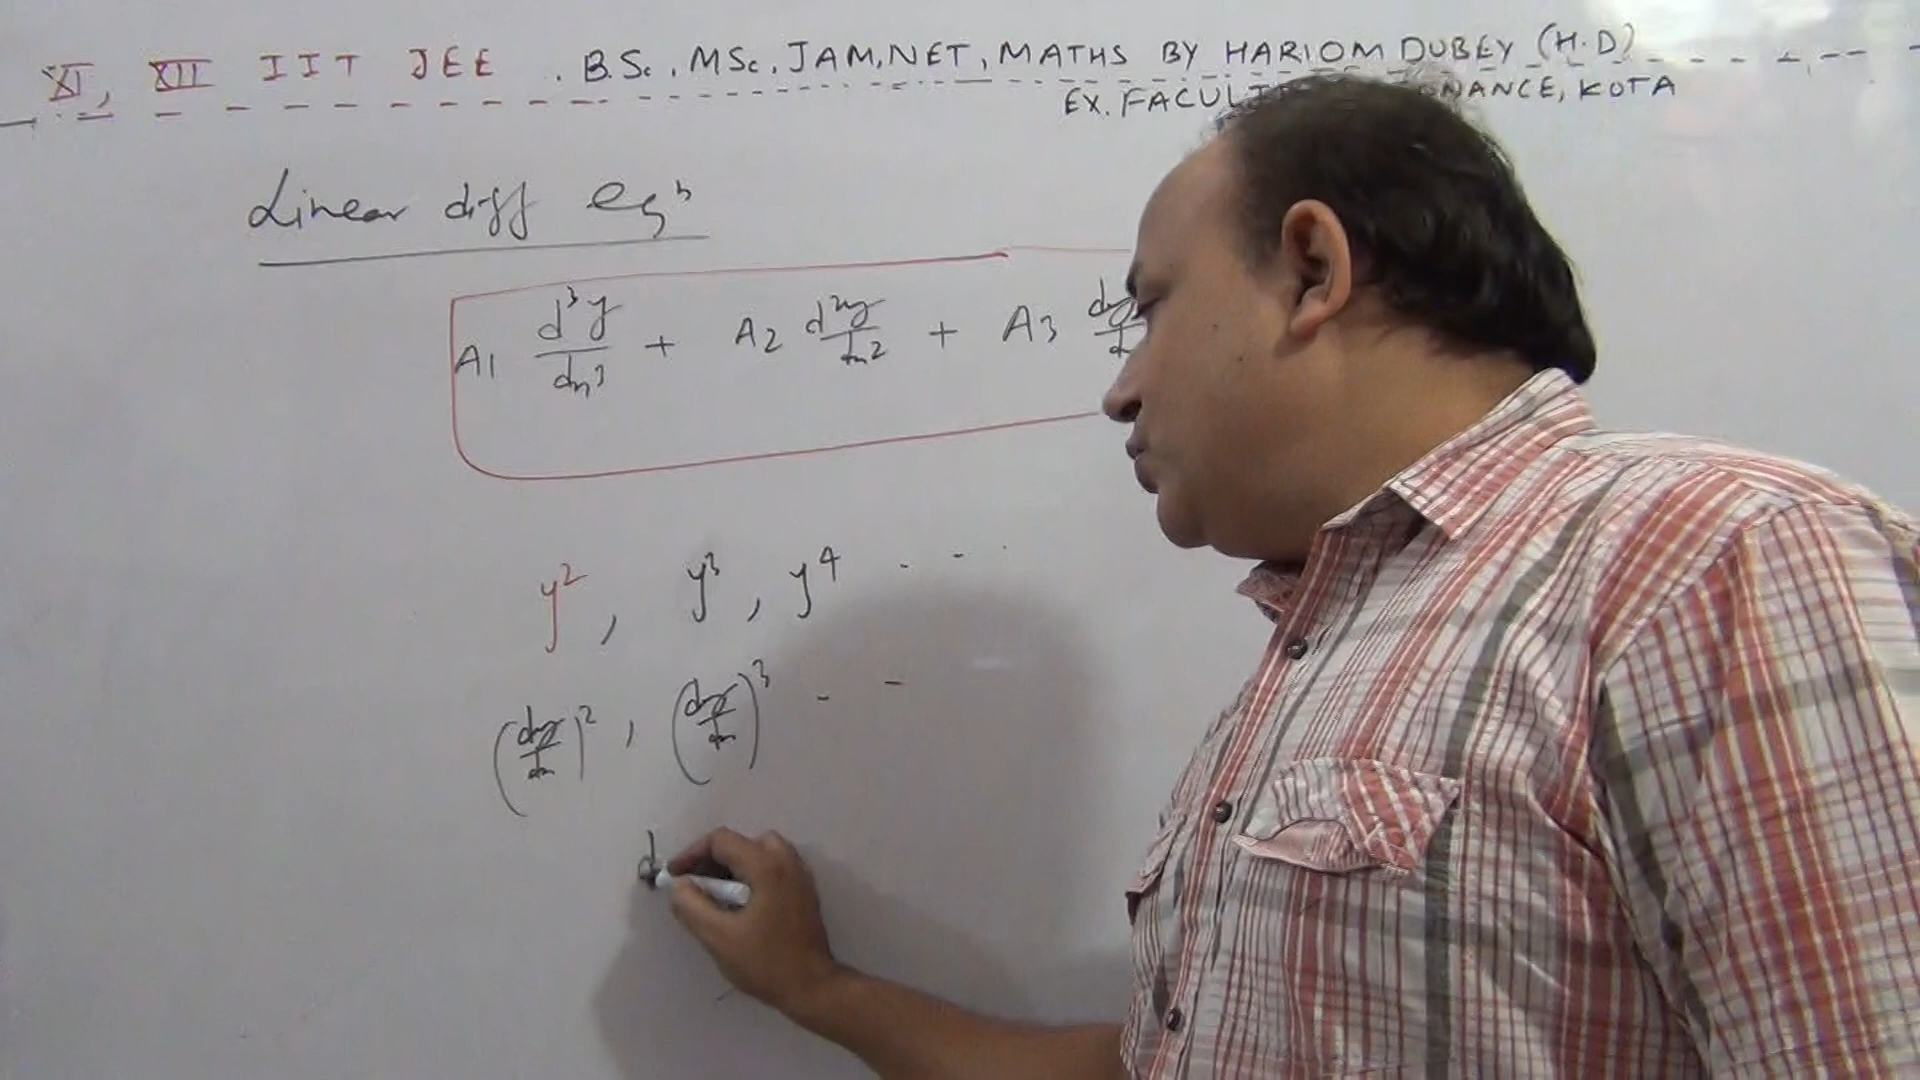 XI, XII IIT JEE . B.Sc, MSc, JAM, NET, MATHS BY HARIOM DUBEY (H.D)
EX. FACUL NANCE, KOTA
Linear diff eqn
A1 d³y/dx³ + A2 d²y/dx² + A3 dy/d
y², y³, y⁴ . - .
(dy/dx)², (dy/dx)³ - -
d